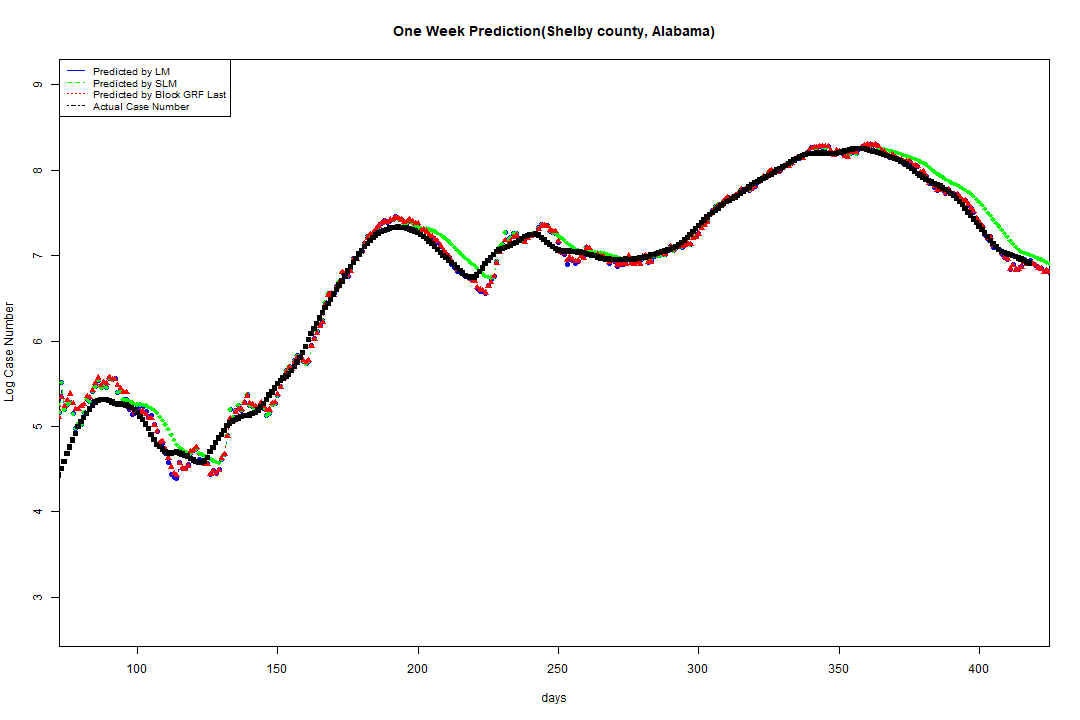 One Week Prediction(Shelby county, Alabama)
Predicted by LM
Predicted by SLM
Predicted by Block GRF Last
Actual Case Number
9
8
7
6
5
4
3
Log Case Number
100 150 200 250 300 350 400
days